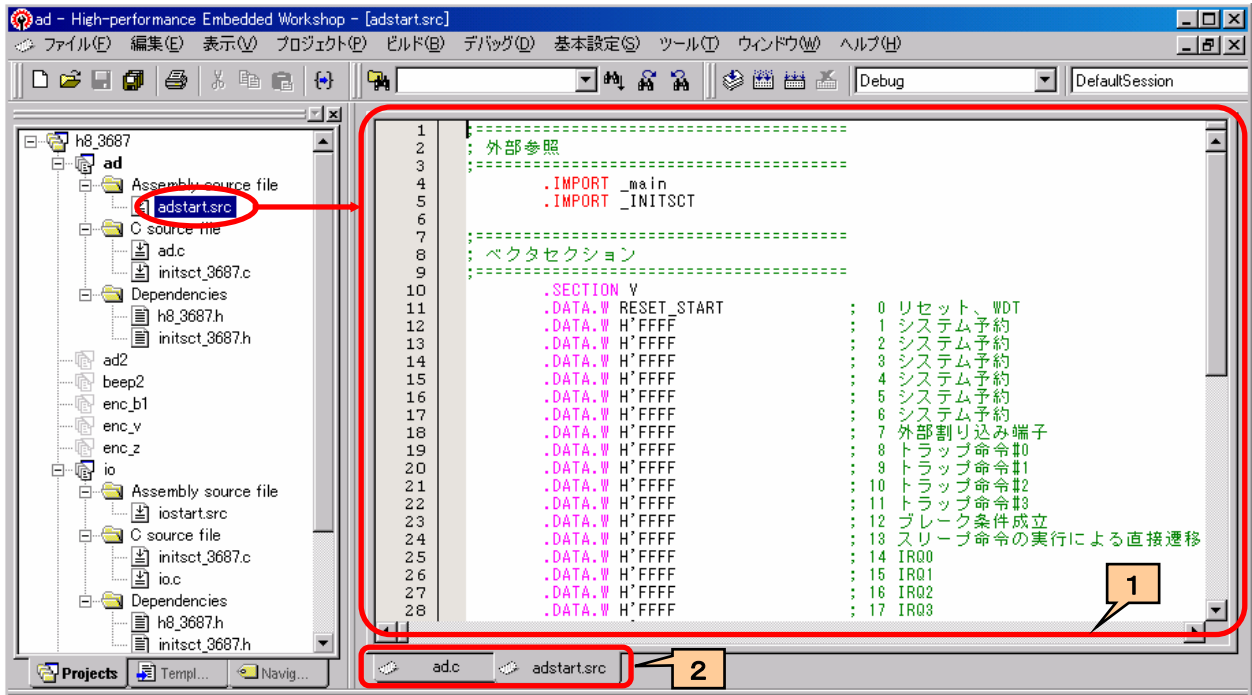 ad - High-performance Embedded Workshop - [adstart.src]
ファイル(F) 編集(E) 表示(V) プロジェクト(P) ビルド(B) デバッグ(D) 基本設定(S) ツール(T) ウィンドウ(W) ヘルプ(H)
Debug DefaultSession
h8_3687
ad
Assembly source file
adstart.src
C source file
ad.c
initsct_3687.c
Dependencies
h8_3687.h
initsct_3687.h
ad2
beep2
enc_b1
enc_v
enc_z
io
Assembly source file
iostart.src
C source file
initsct_3687.c
io.c
Dependencies
h8_3687.h
initsct_3687.h
Projects Templ... Navig...
1 ;========================================
2 ; 外部参照
3 ;========================================
4 .IMPORT _main
5 .IMPORT _INITSCT
6
7 ;========================================
8 ; ベクタセクション
9 ;========================================
10 .SECTION V
11 .DATA.W RESET_START ; 0 リセット、WDT
12 .DATA.W H'FFFF ; 1 システム予約
13 .DATA.W H'FFFF ; 2 システム予約
14 .DATA.W H'FFFF ; 3 システム予約
15 .DATA.W H'FFFF ; 4 システム予約
16 .DATA.W H'FFFF ; 5 システム予約
17 .DATA.W H'FFFF ; 6 システム予約
18 .DATA.W H'FFFF ; 7 外部割り込み端子
19 .DATA.W H'FFFF ; 8 トラップ命令#0
20 .DATA.W H'FFFF ; 9 トラップ命令#1
21 .DATA.W H'FFFF ; 10 トラップ命令#2
22 .DATA.W H'FFFF ; 11 トラップ命令#3
23 .DATA.W H'FFFF ; 12 ブレーク条件成立
24 .DATA.W H'FFFF ; 13 スリープ命令の実行による直接遷移
25 .DATA.W H'FFFF ; 14 IRQ0
26 .DATA.W H'FFFF ; 15 IRQ1
27 .DATA.W H'FFFF ; 16 IRQ2
28 .DATA.W H'FFFF ; 17 IRQ3
1
ad.c adstart.src
2